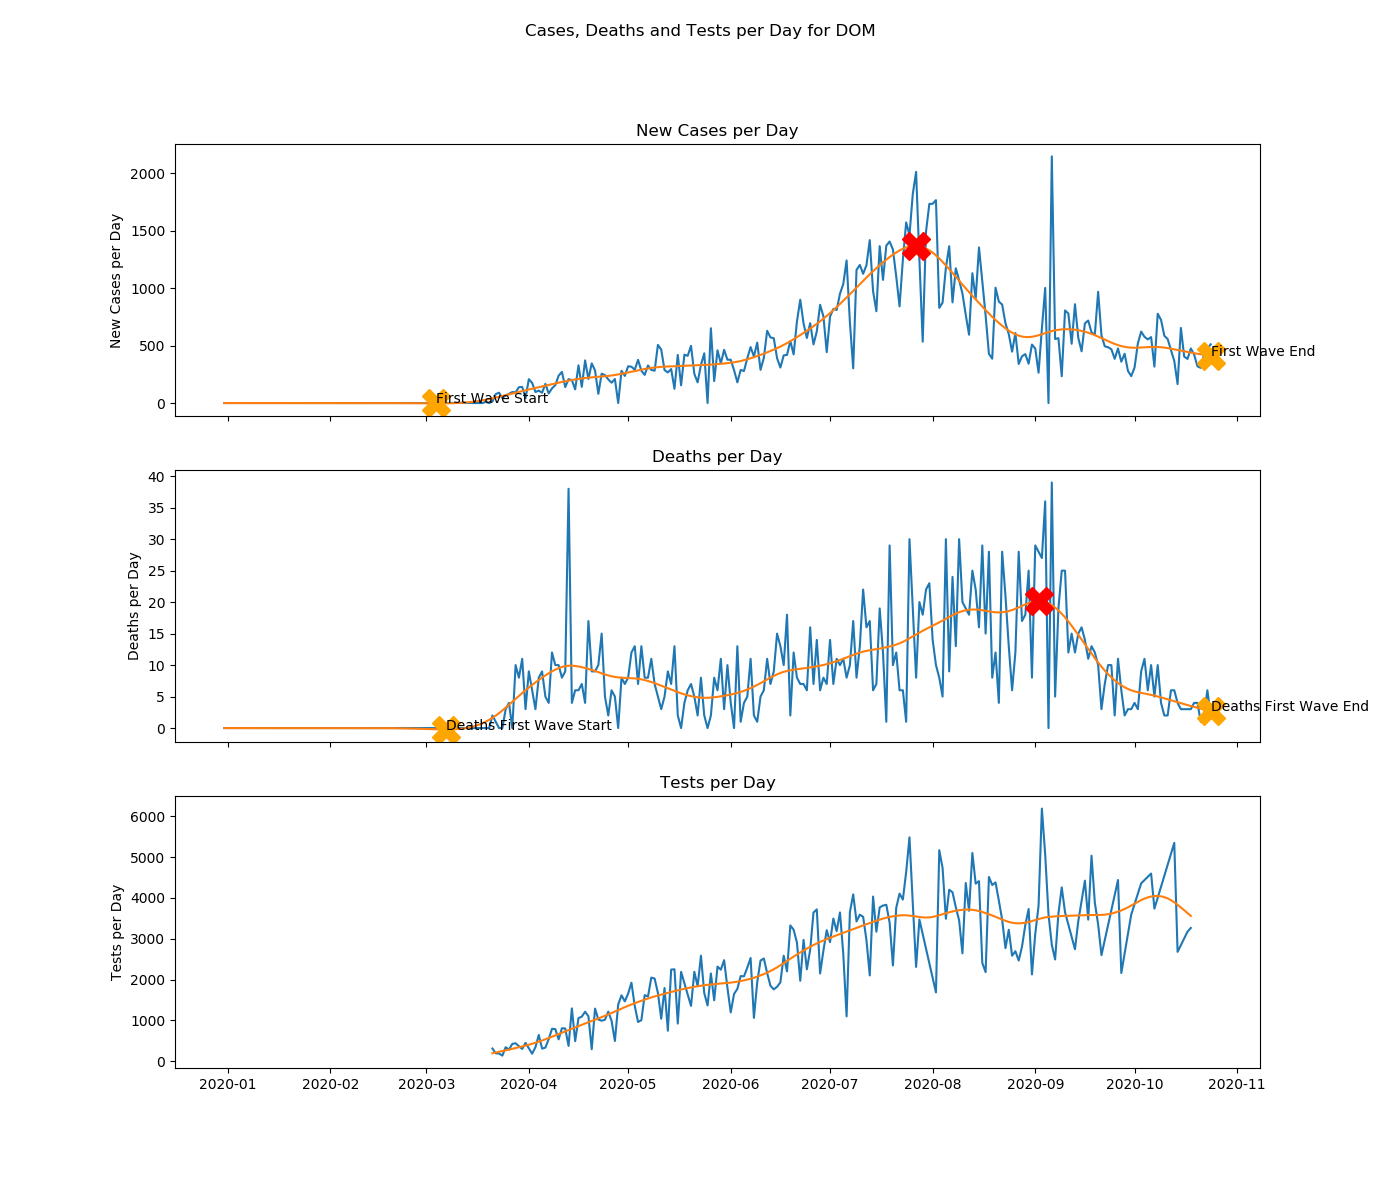 Cases, Deaths and Tests per Day for DOM
New Cases per Day
New Cases per Day
2000
1500
1000
500
0
First Wave Start
First Wave End
Deaths per Day
Deaths per Day
40
35
30
25
20
15
10
5
0
Deaths First Wave Start
Deaths First Wave End
Tests per Day
Tests per Day
6000
5000
4000
3000
2000
1000
0
2020-01 2020-02 2020-03 2020-04 2020-05 2020-06 2020-07 2020-08 2020-09 2020-10 2020-11